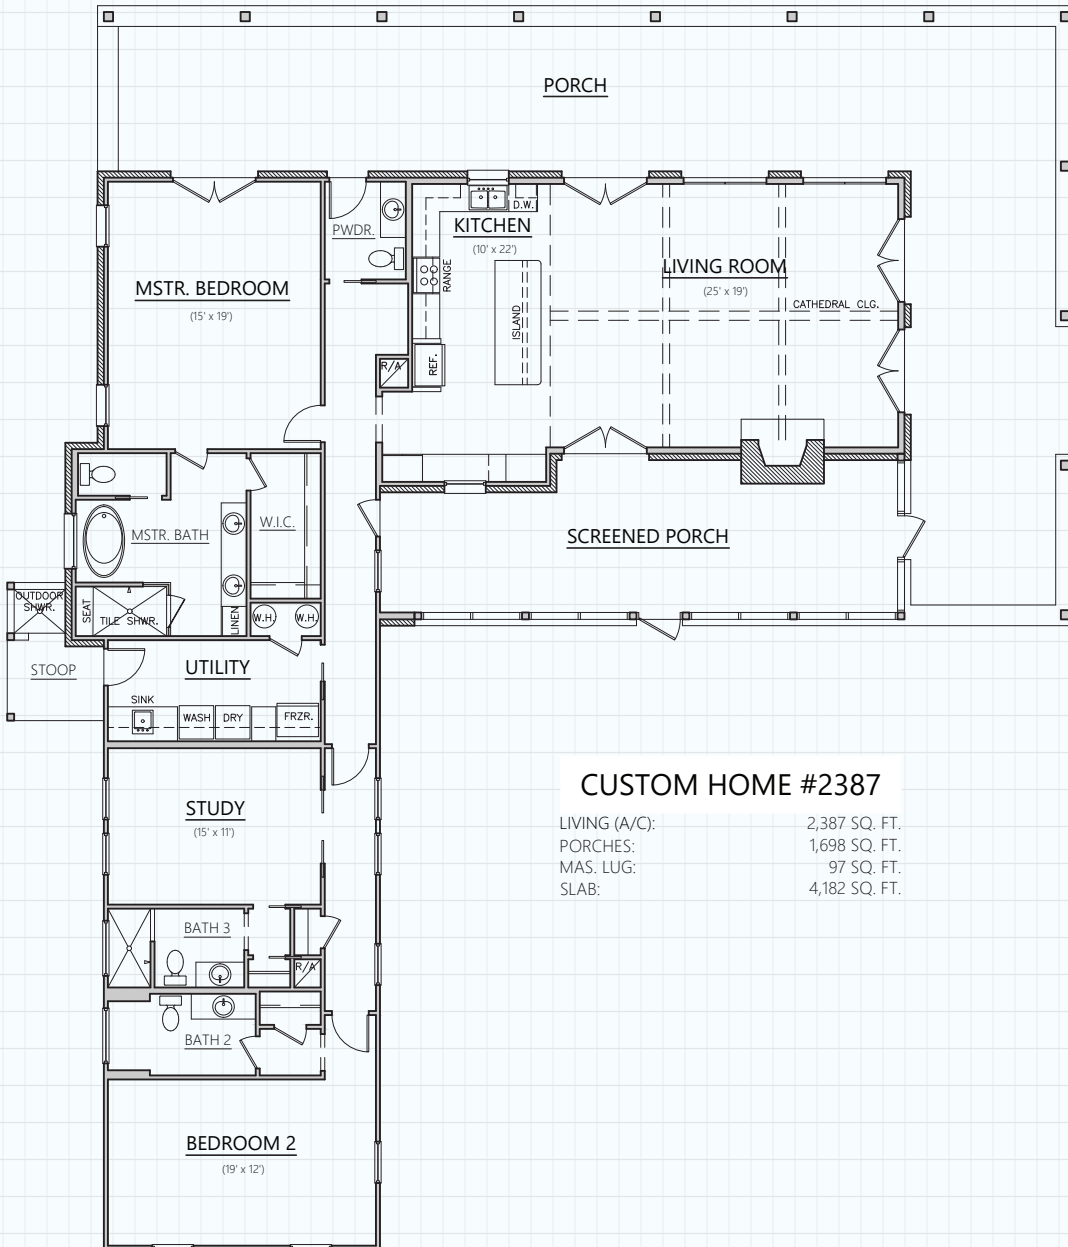 PORCH
PWDR.
D.W.
KITCHEN
(10' x 22')
RANGE
MSTR. BEDROOM
(15' x 19')
LIVING ROOM
(25' x 19')
CATHEDRAL CLG.
ISLAND
REF.
R/A
W.I.C.
MSTR. BATH
SCREENED PORCH
OUTDOOR
SHWR.
SEAT
TILE SHWR.
LINEN
W.H.
W.H.
STOOP
UTILITY
SINK
WASH
DRY
FRZR.
STUDY
(15' x 11')
CUSTOM HOME #2387
LIVING (A/C): 2,387 SQ. FT.
PORCHES: 1,698 SQ. FT.
MAS. LUG: 97 SQ. FT.
SLAB: 4,182 SQ. FT.
BATH 3
R/A
BATH 2
BEDROOM 2
(19' x 12')